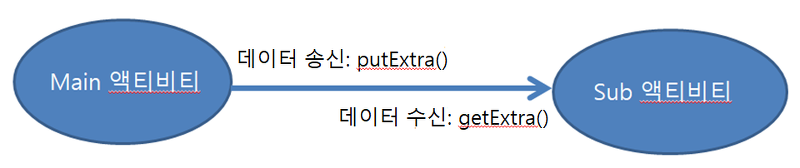 Main 액티비티
데이터 송신: putExtra()
데이터 수신: getExtra()
Sub 액티비티